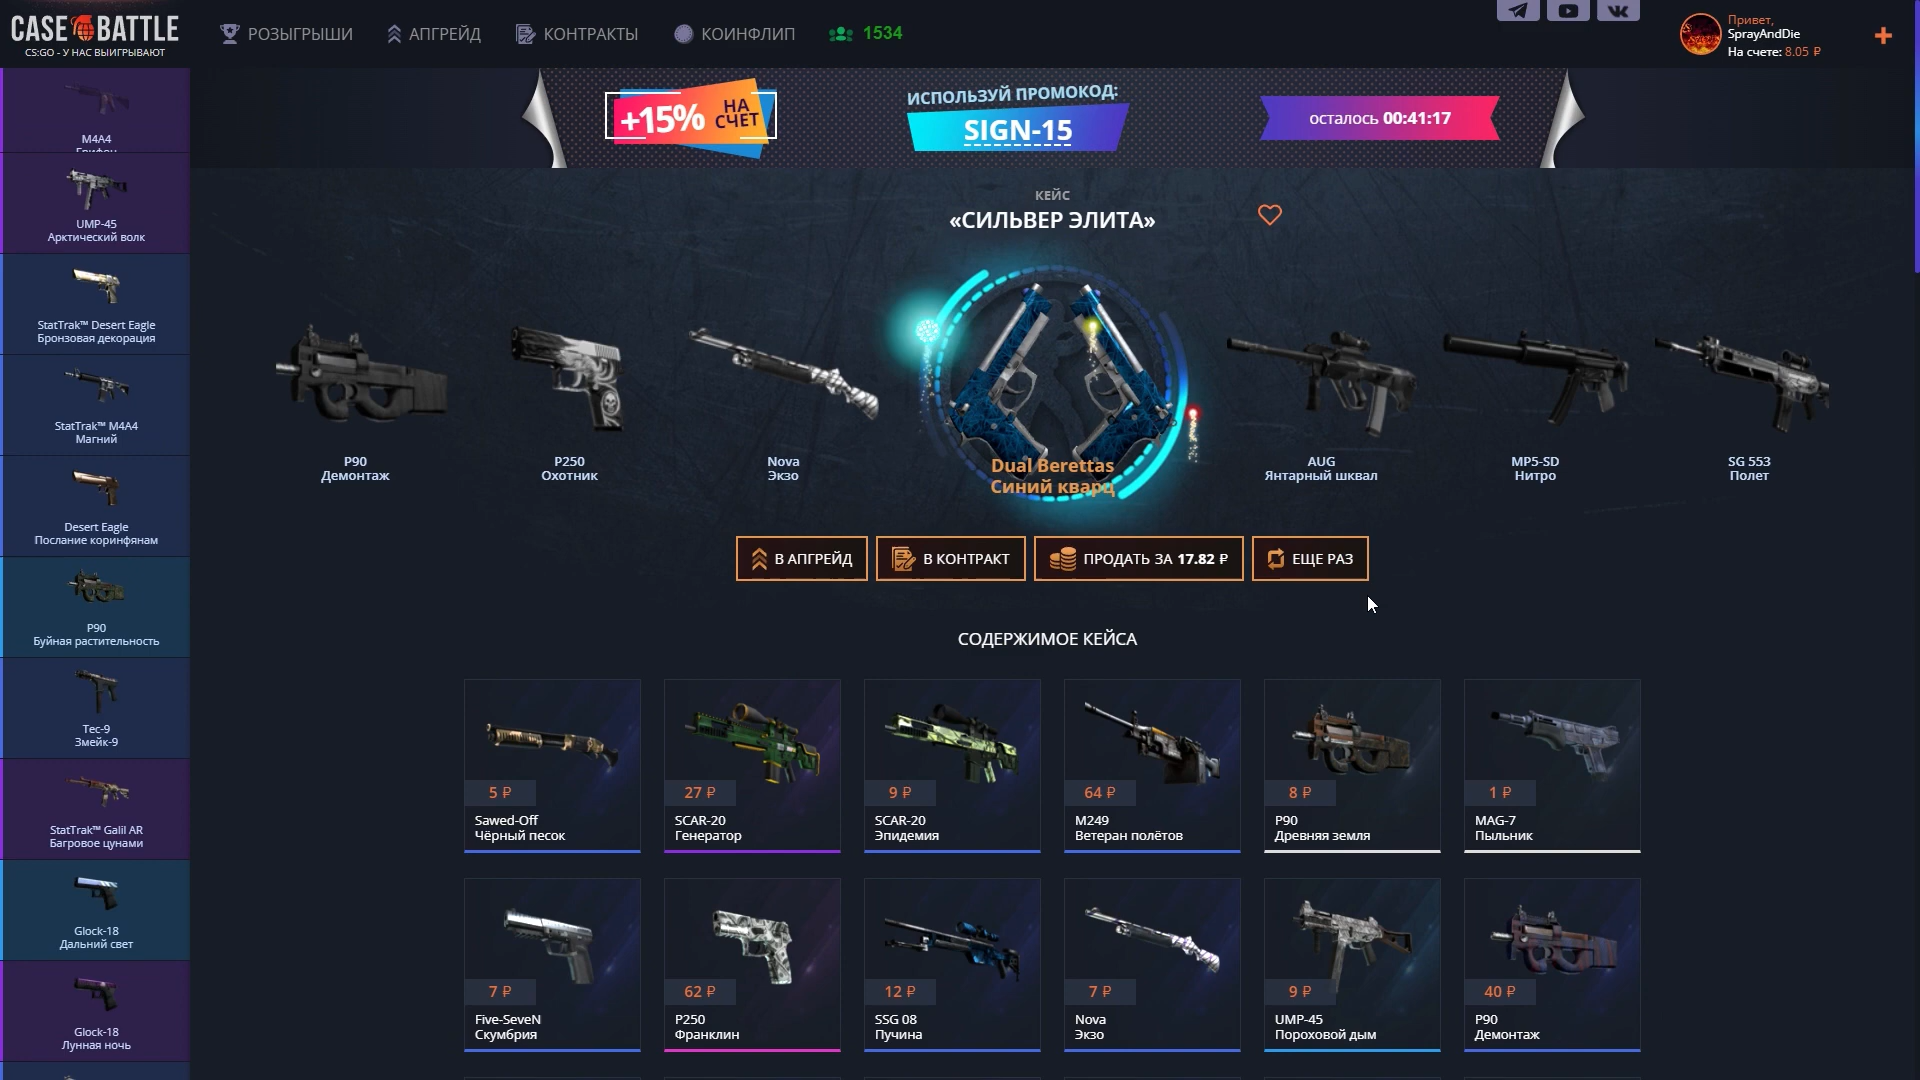 CASE BATTLE
CS:GO - У НАС ВЫИГРЫВАЮТ
РОЗЫГРЫШИ
АПГРЕЙД
КОНТРАКТЫ
КОИНФЛИП
1534
Привет,
SprayAndDie
На счете: 8.05 ₽
+15% НА СЧЕТ
ИСПОЛЬЗУЙ ПРОМОКОД:
SIGN-15
осталось 00:41:17
M4A4
Грифон
UMP-45
Арктический волк
StatTrak™ Desert Eagle
Бронзовая декорация
StatTrak™ M4A4
Магний
Desert Eagle
Послание коринфянам
P90
Буйная растительность
Tec-9
Змейк-9
StatTrak™ Galil AR
Багровое цунами
Glock-18
Дальний свет
Glock-18
Лунная ночь
КЕЙС
«СИЛЬВЕР ЭЛИТА»
P90
Демонтаж
P250
Охотник
Nova
Экзо
Dual Berettas
Синий кварц
AUG
Янтарный шквал
MP5-SD
Нитро
SG 553
Полет
В АПГРЕЙД
В КОНТРАКТ
ПРОДАТЬ ЗА 17.82 ₽
ЕЩЕ РАЗ
СОДЕРЖИМОЕ КЕЙСА
5 ₽
Sawed-Off
Чёрный песок
27 ₽
SCAR-20
Генератор
9 ₽
SCAR-20
Эпидемия
64 ₽
M249
Ветеран полётов
8 ₽
P90
Древняя земля
1 ₽
MAG-7
Пыльник
7 ₽
Five-SeveN
Скумбрия
62 ₽
P250
Франклин
12 ₽
SSG 08
Пучина
7 ₽
Nova
Экзо
9 ₽
UMP-45
Пороховой дым
40 ₽
P90
Демонтаж